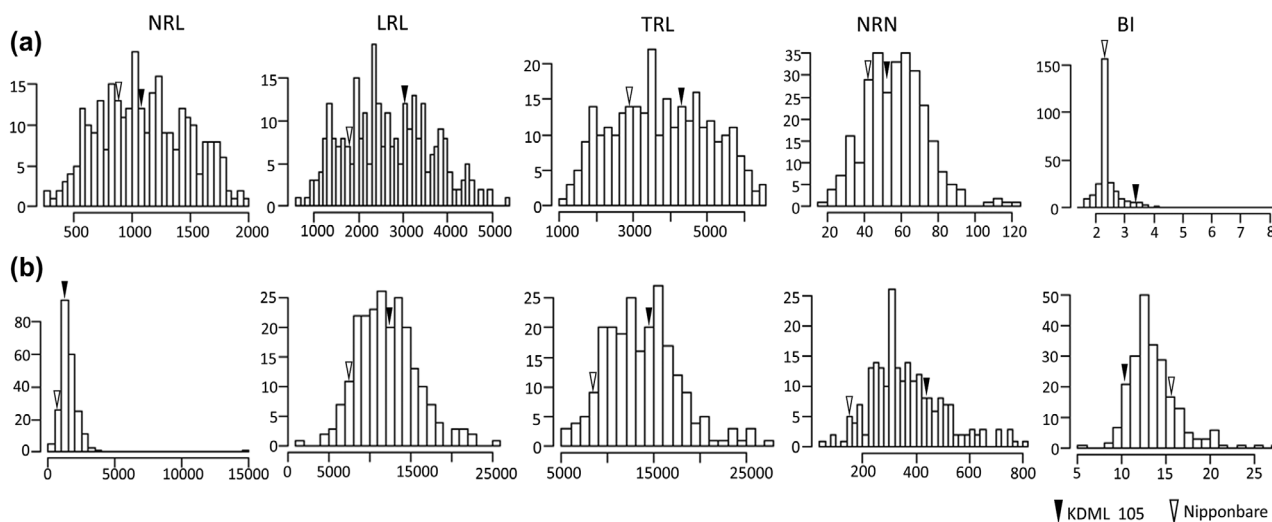 NRL LRL TRL NRN BI
(a)
15 10 5 0
500 1000 1500 2000
15 10 5 0
1000 2000 3000 4000 5000
20 15 10 5 0
1000 3000 5000
35 30 25 20 15 10 5 0
20 40 60 80 100 120
150 100 50 0
2 3 4 5 6 7 8
(b)
80 60 40 20 0
0 5000 10000 15000
25 20 15 10 5 0
0 5000 15000 25000
25 20 15 10 5 0
5000 15000 25000
25 20 15 10 5 0
200 400 600 800
50 40 30 20 10 0
5 10 15 20 25
KDML 105 Nipponbare